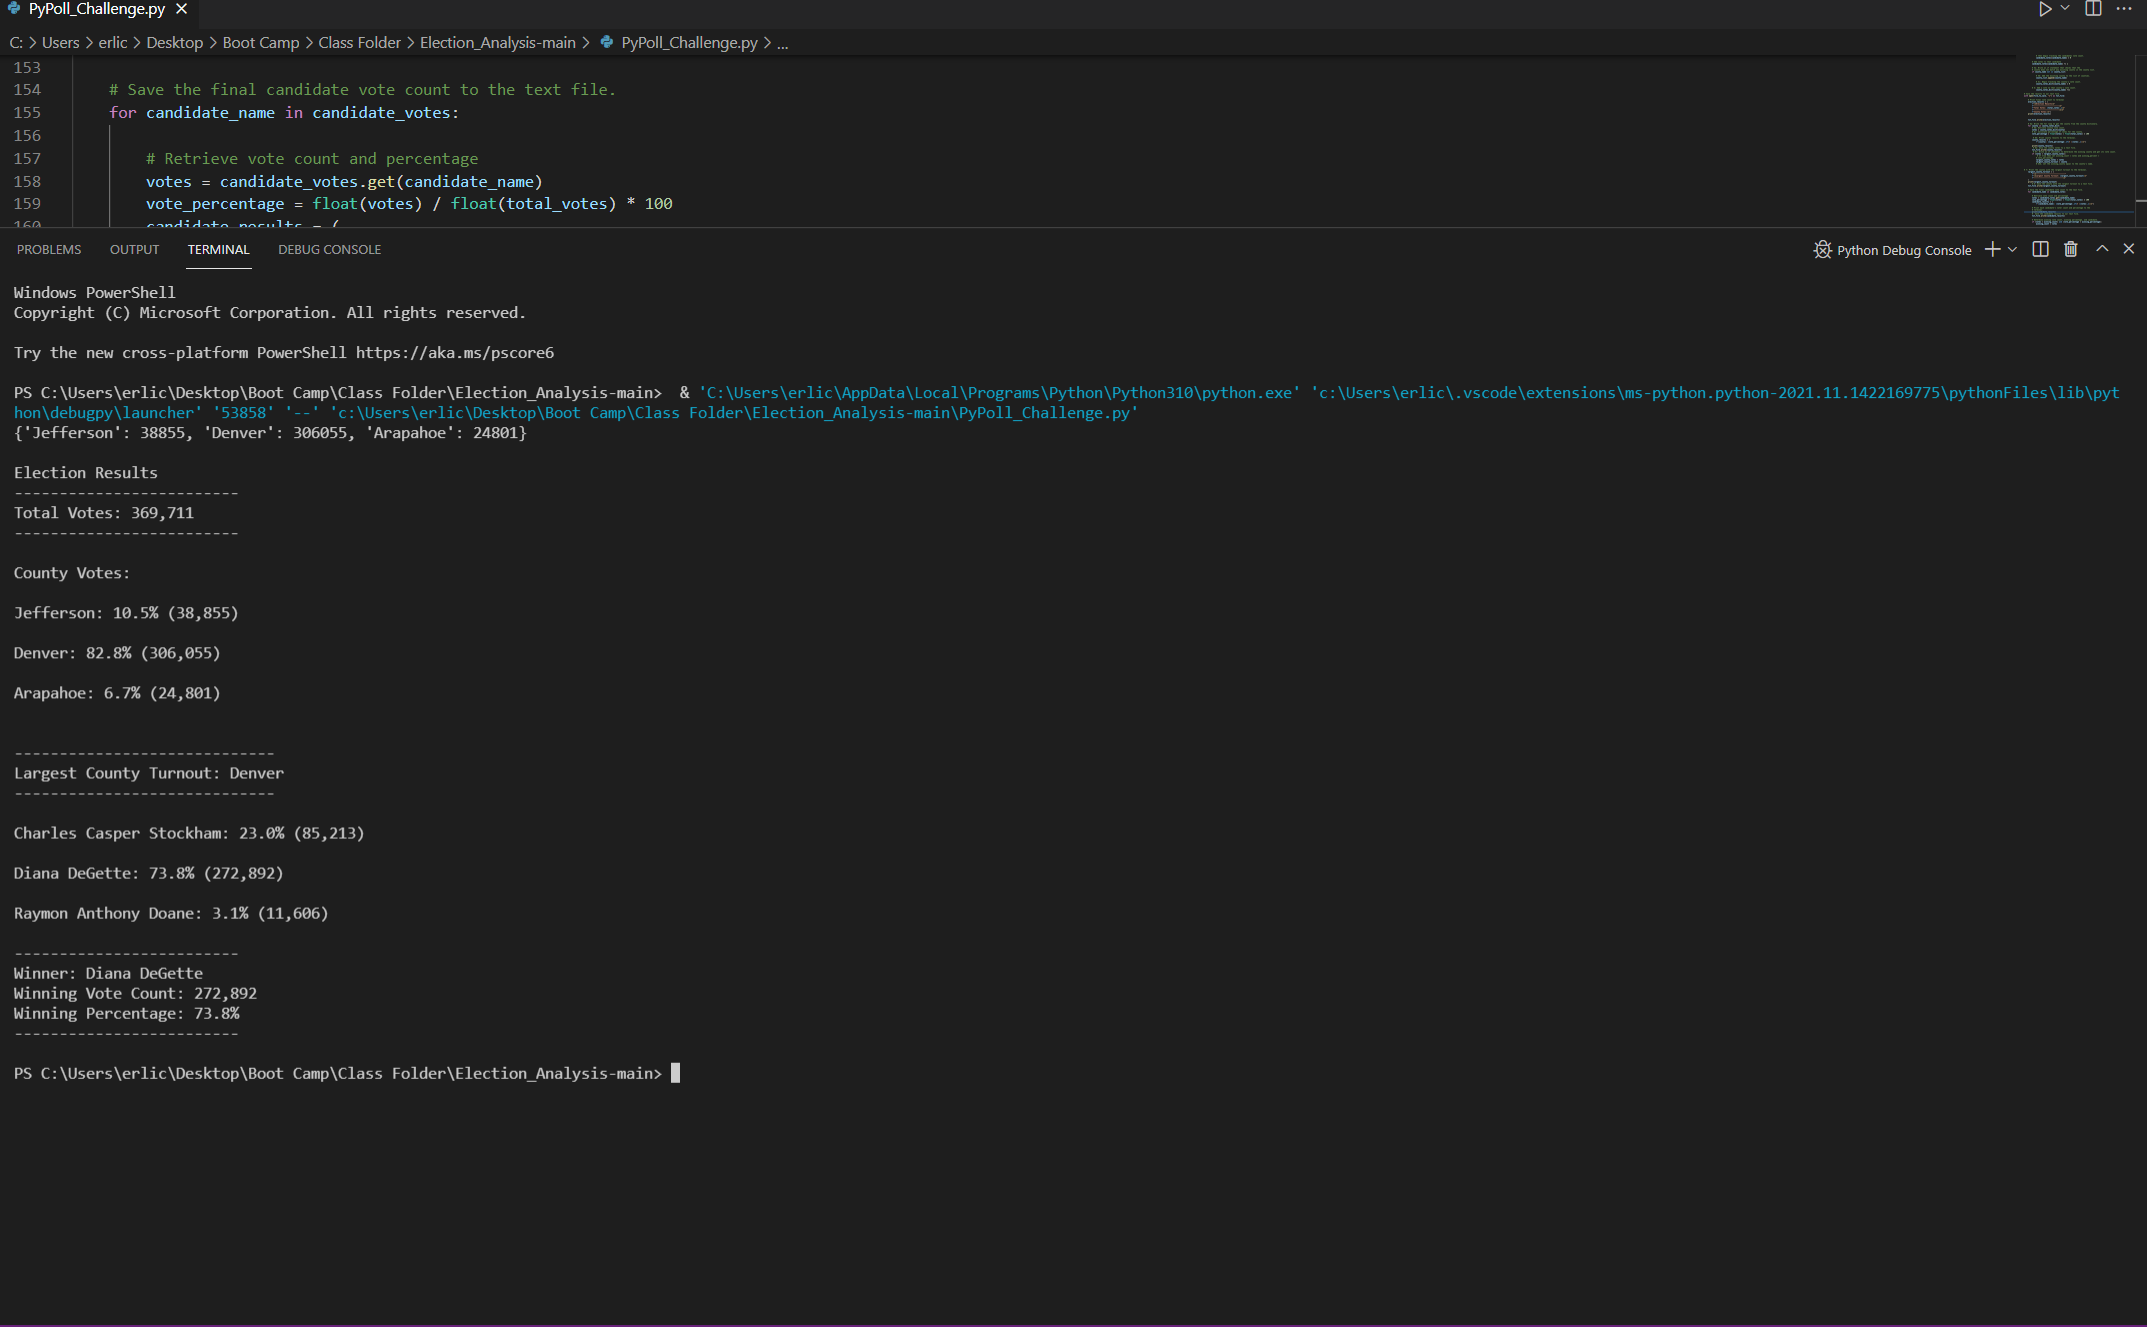 PyPoll_Challenge.py
C: > Users > erlic > Desktop > Boot Camp > Class Folder > Election_Analysis-main > PyPoll_Challenge.py > ...
153
154 # Save the final candidate vote count to the text file.
155 for candidate_name in candidate_votes:
156
157 # Retrieve vote count and percentage
158 votes = candidate_votes.get(candidate_name)
159 vote_percentage = float(votes) / float(total_votes) * 100
160 candidate_results = (
PROBLEMS OUTPUT TERMINAL DEBUG CONSOLE Python Debug Console
Windows PowerShell
Copyright (C) Microsoft Corporation. All rights reserved.
Try the new cross-platform PowerShell https://aka.ms/pscore6
PS C:\Users\erlic\Desktop\Boot Camp\Class Folder\Election_Analysis-main>  & 'C:\Users\erlic\AppData\Local\Programs\Python\Python310\python.exe' 'c:\Users\erlic\.vscode\extensions\ms-python.python-2021.11.1422169775\pythonFiles\lib\pyt
hon\debugpy\launcher' '53858' '--' 'c:\Users\erlic\Desktop\Boot Camp\Class Folder\Election_Analysis-main\PyPoll_Challenge.py'
{'Jefferson': 38855, 'Denver': 306055, 'Arapahoe': 24801}
Election Results
-------------------------
Total Votes: 369,711
-------------------------
County Votes:
Jefferson: 10.5% (38,855)
Denver: 82.8% (306,055)
Arapahoe: 6.7% (24,801)
-----------------------------
Largest County Turnout: Denver
-----------------------------
Charles Casper Stockham: 23.0% (85,213)
Diana DeGette: 73.8% (272,892)
Raymon Anthony Doane: 3.1% (11,606)
-------------------------
Winner: Diana DeGette
Winning Vote Count: 272,892
Winning Percentage: 73.8%
-------------------------
PS C:\Users\erlic\Desktop\Boot Camp\Class Folder\Election_Analysis-main>